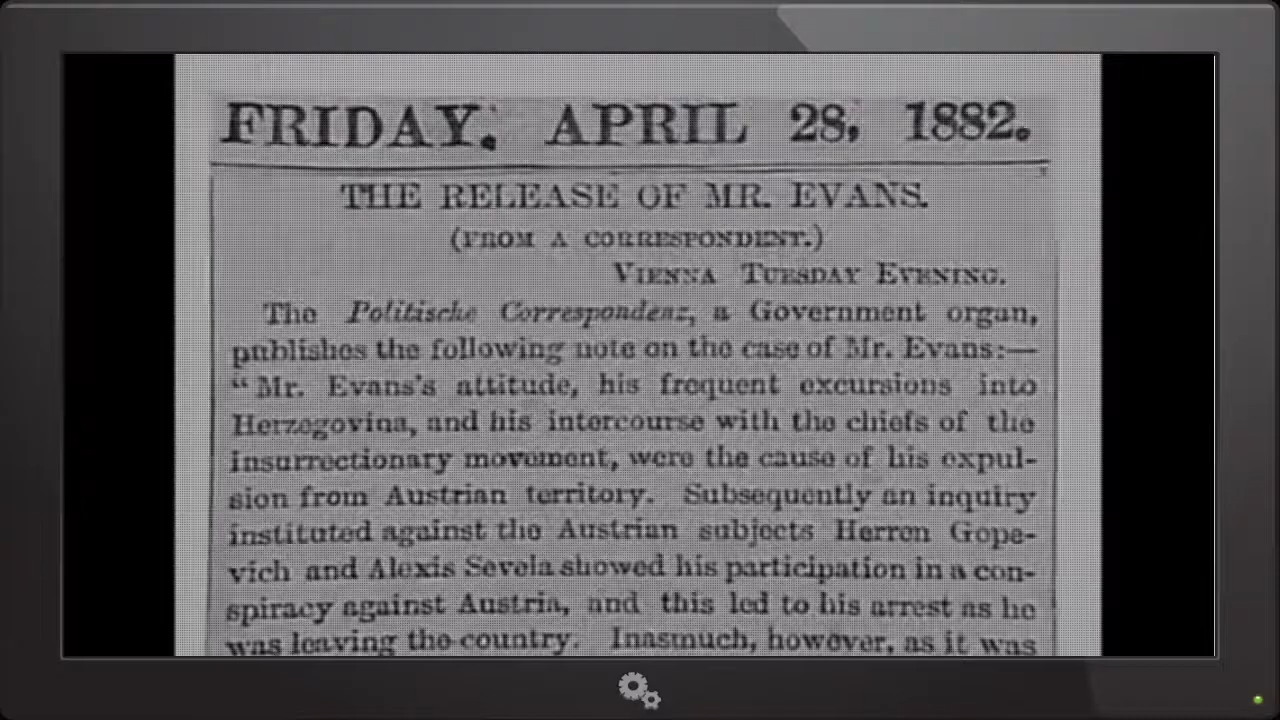 FRIDAY, APRIL 28, 1882.
THE RELEASE OF MR. EVANS.
(FROM A CORRESPONDENT.)
VIENNA TUESDAY EVENING.
The Politische Correspondenz, a Government organ,
publishes the following note on the case of Mr. Evans:—
“Mr. Evans's attitude, his frequent excursions into
Herzegovina, and his intercourse with the chiefs of the
insurrectionary movement, were the cause of his expul-
sion from Austrian territory. Subsequently an inquiry
instituted against the Austrian subjects Herren Gope-
vich and Alexis Sevela showed his participation in a con-
spiracy against Austria, and this led to his arrest as he
was leaving the country. Inasmuch, however, as it was